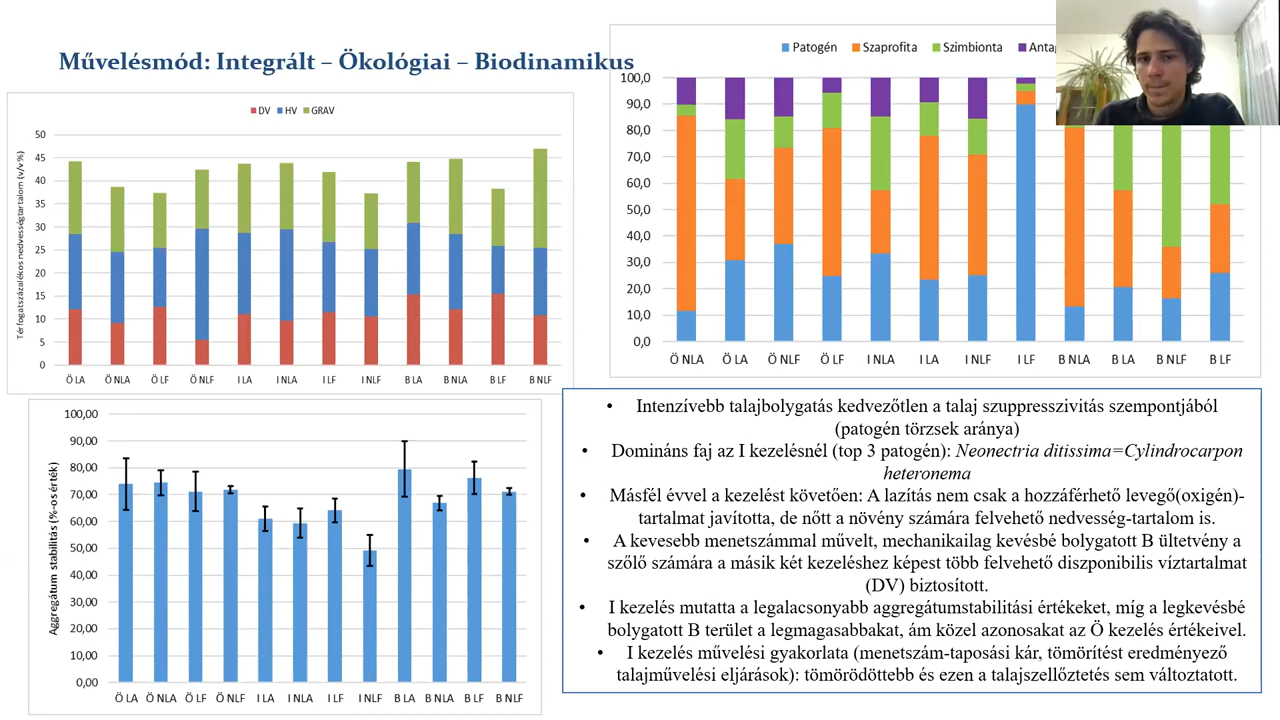 Művelésmód: Integrált – Ökológiai – Biodinamikus
DV HV GRAV
Térfogatszázalékos nedvességtartalom (v/v%)
50
45
40
35
30
25
20
15
10
5
0
Ö LA Ö NLA Ö LF Ö NLF I LA I NLA I LF I NLF B LA B NLA B LF B NLF
Patogén Szaprofita Szimbionta Antag
100,0
90,0
80,0
70,0
60,0
50,0
40,0
30,0
20,0
10,0
0,0
Ö NLA Ö LA Ö NLF Ö LF I NLA I LA I NLF I LF B NLA B LA B NLF B LF
Aggregátum stabilitás (%-os érték)
100,00
90,00
80,00
70,00
60,00
50,00
40,00
30,00
20,00
10,00
0,00
Ö LA Ö NLA Ö LF Ö NLF I LA I NLA I LF I NLF B LA B NLA B LF B NLF
• Intenzívebb talajbolygatás kedvezőtlen a talaj szuppresszivitás szempontjából
(patogén törzsek aránya)
• Domináns faj az I kezelésnél (top 3 patogén): Neonectria ditissima=Cylindrocarpon
heteronema
• Másfél évvel a kezelést követően: A lazítás nem csak a hozzáférhető levegő(oxigén)-
tartalmat javította, de nőtt a növény számára felvehető nedvesség-tartalom is.
• A kevesebb menetszámmal művelt, mechanikailag kevésbé bolygatott B ültetvény a
szőlő számára a másik két kezeléshez képest több felvehető diszponibilis víztartalmat
(DV) biztosított.
• I kezelés mutatta a legalacsonyabb aggregátumstabilitási értékeket, míg a legkevésbé
bolygatott B terület a legmagasabbakat, ám közel azonosakat az Ö kezelés értékeivel.
• I kezelés művelési gyakorlata (menetszám-taposási kár, tömörítést eredményező
talajművelési eljárások): tömörödöttebb és ezen a talajszellőztetés sem változtatott.